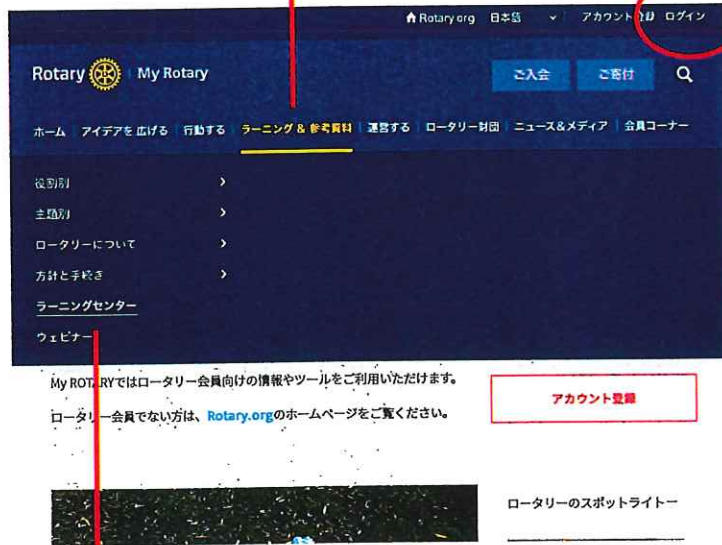 Rotary.org 日本語 アカウント登録 ログイン
Rotary My Rotary ご入会 ご寄付
ホーム アイデアを広げる 行動する ラーニング & 参考資料 運営する ロータリー財団 ニュース&メディア 会員コーナー
役割別
主題別
ロータリーについて
方針と手続き
ラーニングセンター
ウェビナー
My ROTARYではロータリー会員向けの情報やツールをご利用いただけます。
アカウント登録
ロータリー会員でない方は、Rotary.orgのホームページをご覧ください。
ロータリーのスポットライトー